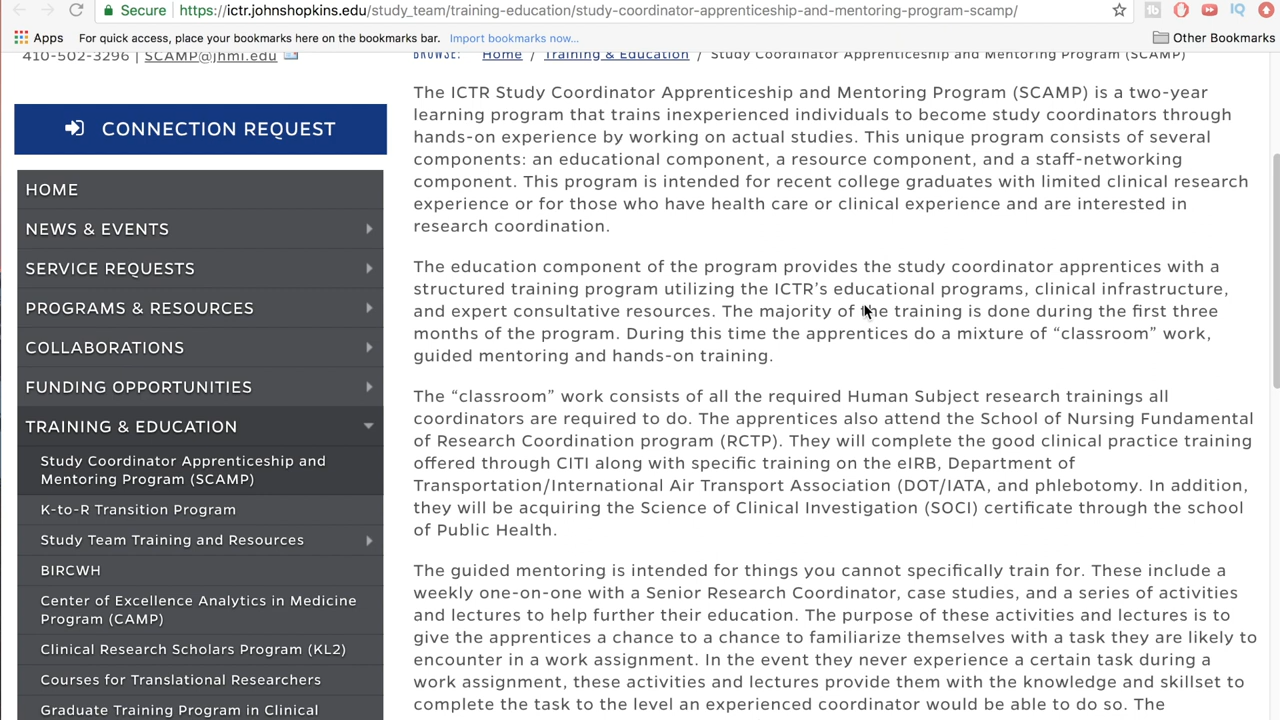 Secure
https://ictr.johnshopkins.edu/study_team/training-education/study-coordinator-apprenticeship-and-mentoring-program-scamp/
Apps For quick access, place your bookmarks here on the bookmarks bar. Import bookmarks now... Other Bookmarks
410-502-3296 | SCAMP@jhmi.edu
BROWSE: Home / Training & Education / Study Coordinator Apprenticeship and Mentoring Program (SCAMP)
CONNECTION REQUEST
HOME
NEWS & EVENTS
SERVICE REQUESTS
PROGRAMS & RESOURCES
COLLABORATIONS
FUNDING OPPORTUNITIES
TRAINING & EDUCATION
Study Coordinator Apprenticeship and
Mentoring Program (SCAMP)
K-to-R Transition Program
Study Team Training and Resources
BIRCWH
Center of Excellence Analytics in Medicine
Program (CAMP)
Clinical Research Scholars Program (KL2)
Courses for Translational Researchers
Graduate Training Program in Clinical
The ICTR Study Coordinator Apprenticeship and Mentoring Program (SCAMP) is a two-year
learning program that trains inexperienced individuals to become study coordinators through
hands-on experience by working on actual studies. This unique program consists of several
components: an educational component, a resource component, and a staff-networking
component. This program is intended for recent college graduates with limited clinical research
experience or for those who have health care or clinical experience and are interested in
research coordination.
The education component of the program provides the study coordinator apprentices with a
structured training program utilizing the ICTR’s educational programs, clinical infrastructure,
and expert consultative resources. The majority of the training is done during the first three
months of the program. During this time the apprentices do a mixture of “classroom” work,
guided mentoring and hands-on training.
The “classroom” work consists of all the required Human Subject research trainings all
coordinators are required to do. The apprentices also attend the School of Nursing Fundamental
of Research Coordination program (RCTP). They will complete the good clinical practice training
offered through CITI along with specific training on the eIRB, Department of
Transportation/International Air Transport Association (DOT/IATA, and phlebotomy. In addition,
they will be acquiring the Science of Clinical Investigation (SOCI) certificate through the school
of Public Health.
The guided mentoring is intended for things you cannot specifically train for. These include a
weekly one-on-one with a Senior Research Coordinator, case studies, and a series of activities
and lectures to help further their education. The purpose of these activities and lectures is to
give the apprentices a chance to a chance to familiarize themselves with a task they are likely to
encounter in a work assignment. In the event they never experience a certain task during a
work assignment, these activities and lectures provide them with the knowledge and skillset to
complete the task to the level an experienced coordinator would be able to do so. The